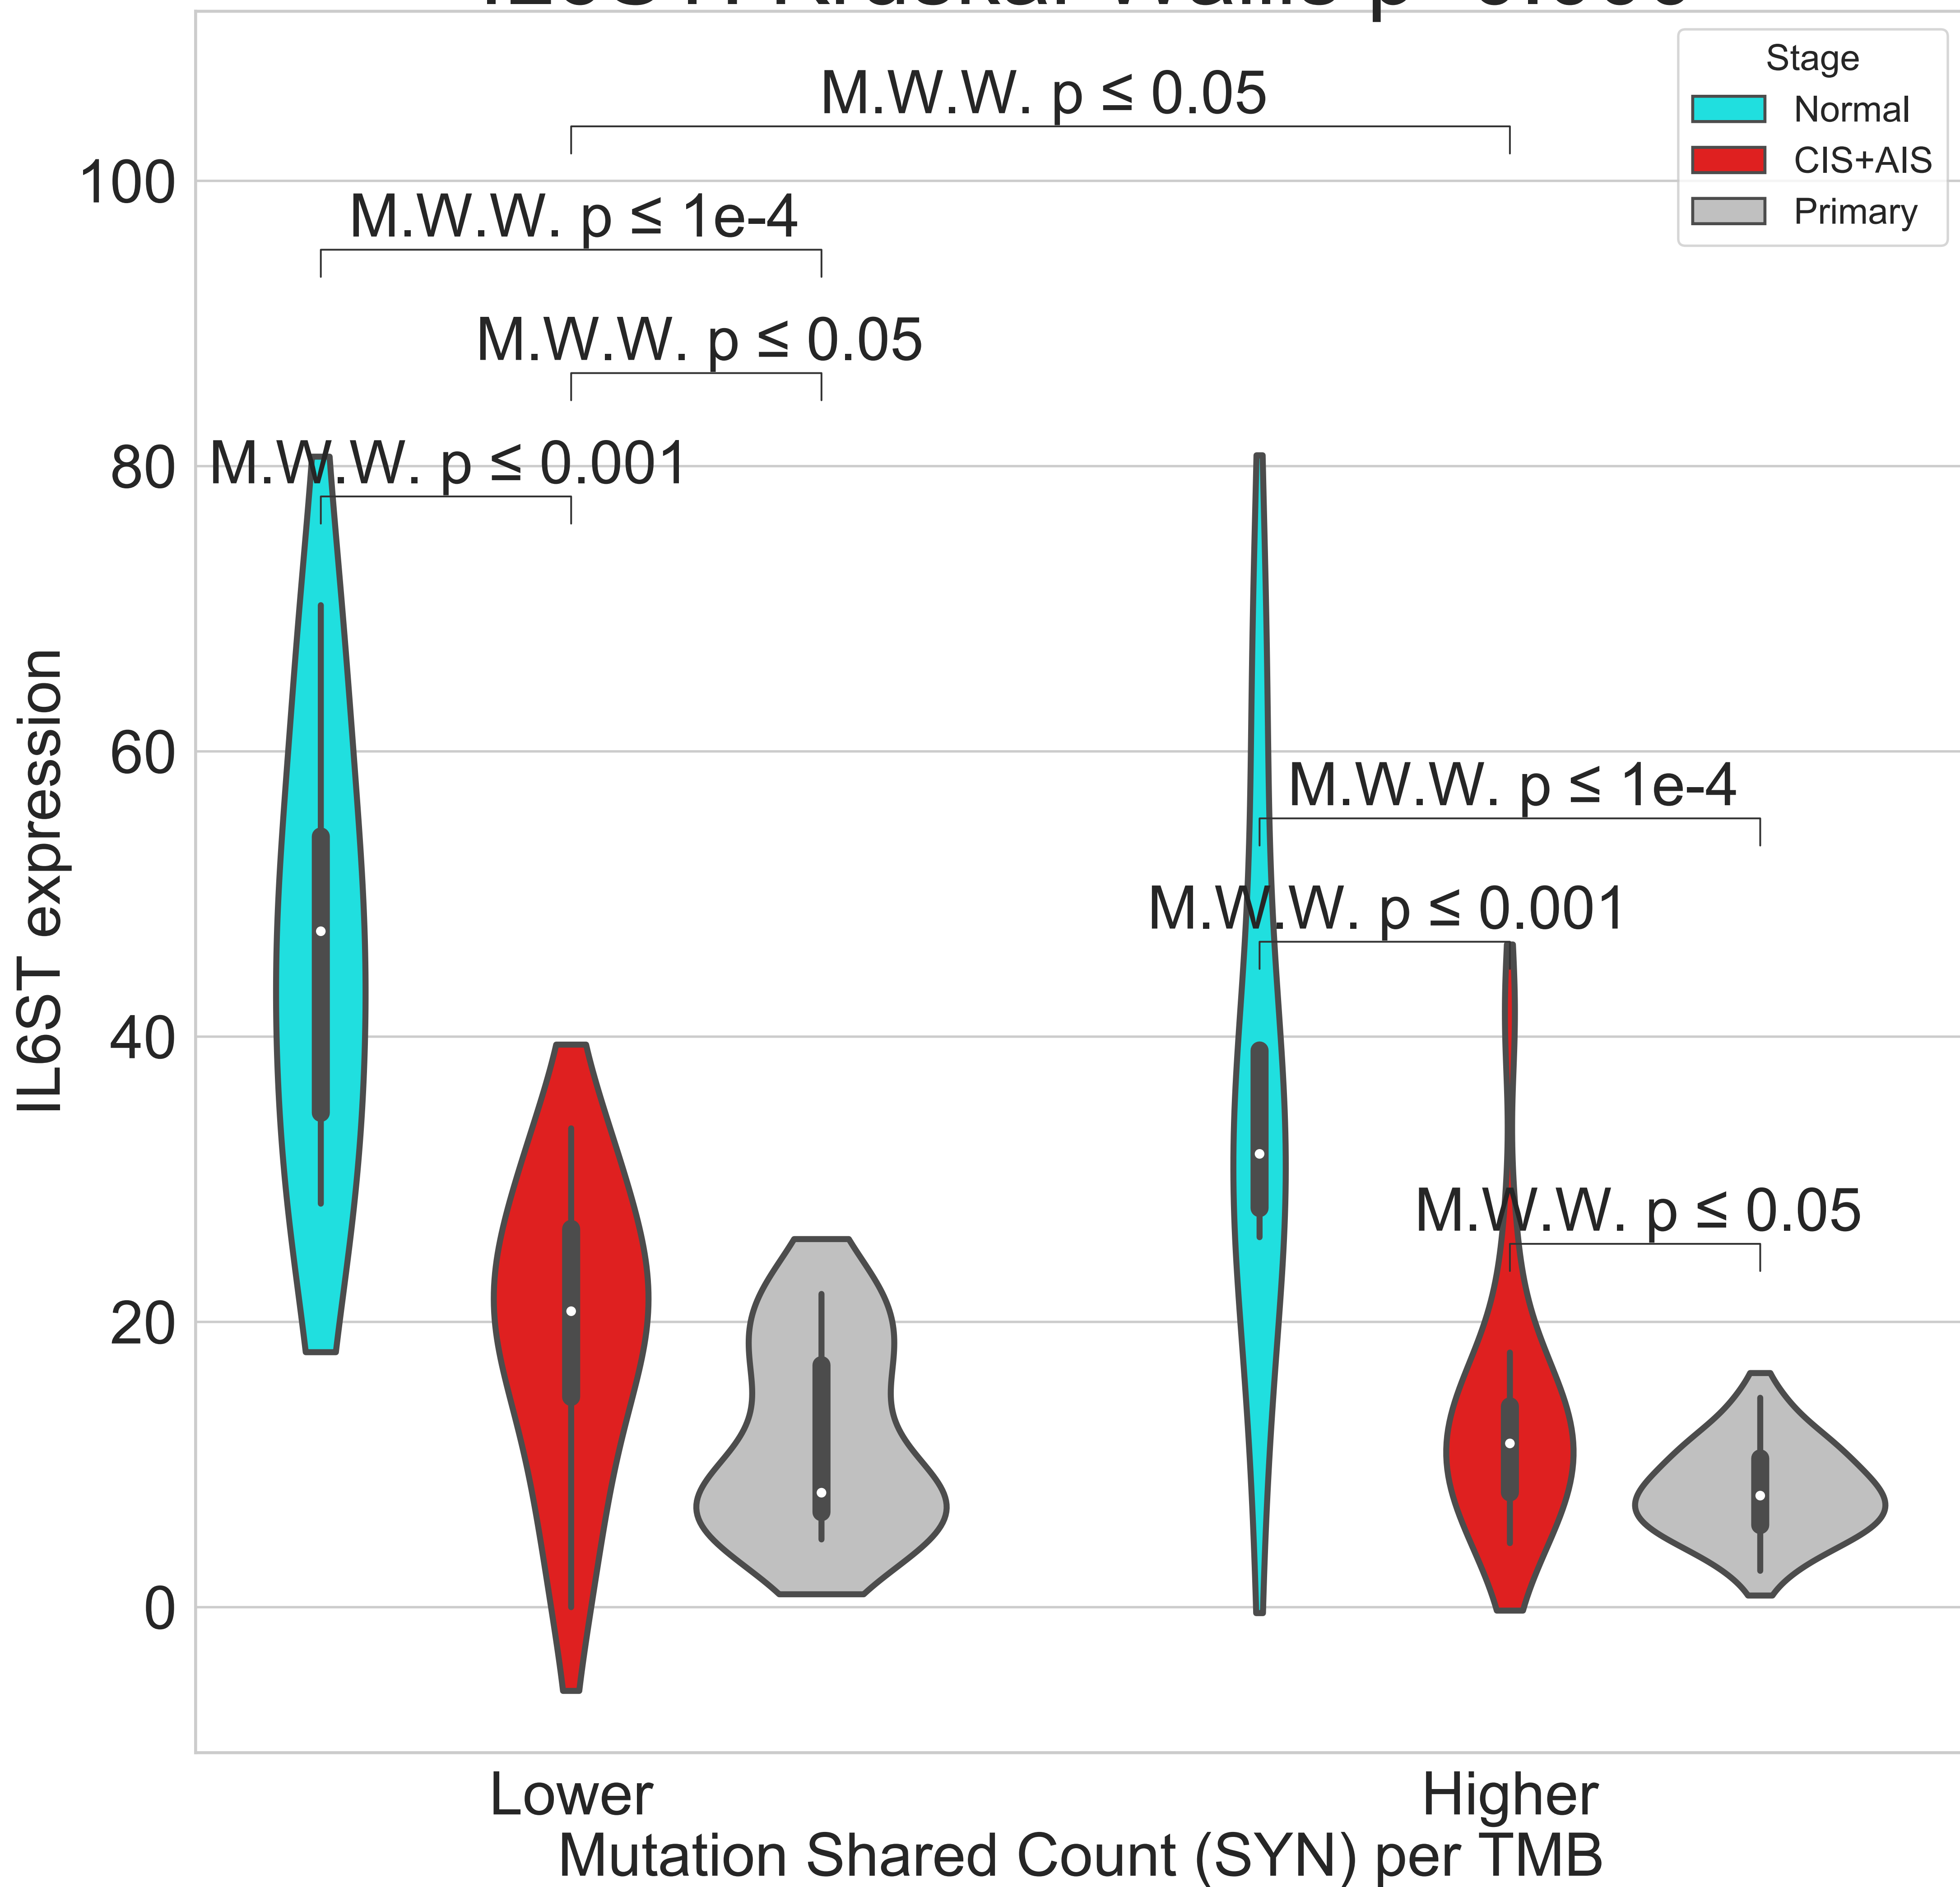 Stage
Normal
CIS+AIS
Primary
M.W.W. p ≤ 0.05
M.W.W. p ≤ 1e-4
M.W.W. p ≤ 0.05
M.W.W. p ≤ 0.001
M.W.W. p ≤ 1e-4
M.W.W. p ≤ 0.001
M.W.W. p ≤ 0.05
100
80
60
40
20
0
IL6ST expression
Lower
Higher
Mutation Shared Count (SYN) per TMB